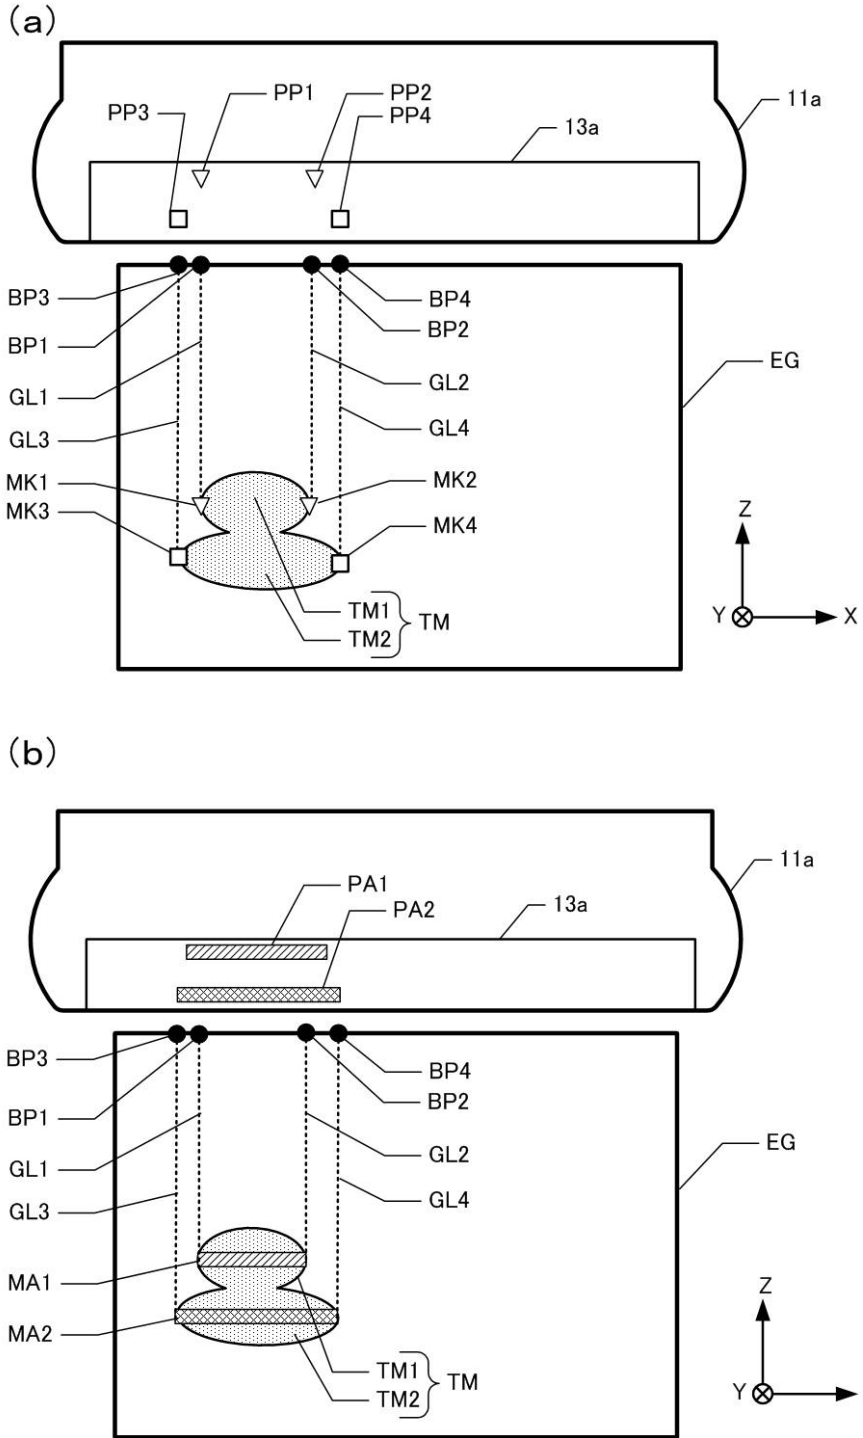 (a)
PP1 PP2 11a
PP3 PP4 13a
BP3 BP4
BP1 BP2
EG
GL1 GL2
GL3 GL4
MK1 MK2
MK3 MK4
Z
TM1 TM
TM2
Y X
(b)
11a
PA1
PA2 13a
BP3 BP4
BP1 BP2
EG
GL1 GL2
GL3 GL4
MA1
MA2
Z
TM1 TM
TM2
Y